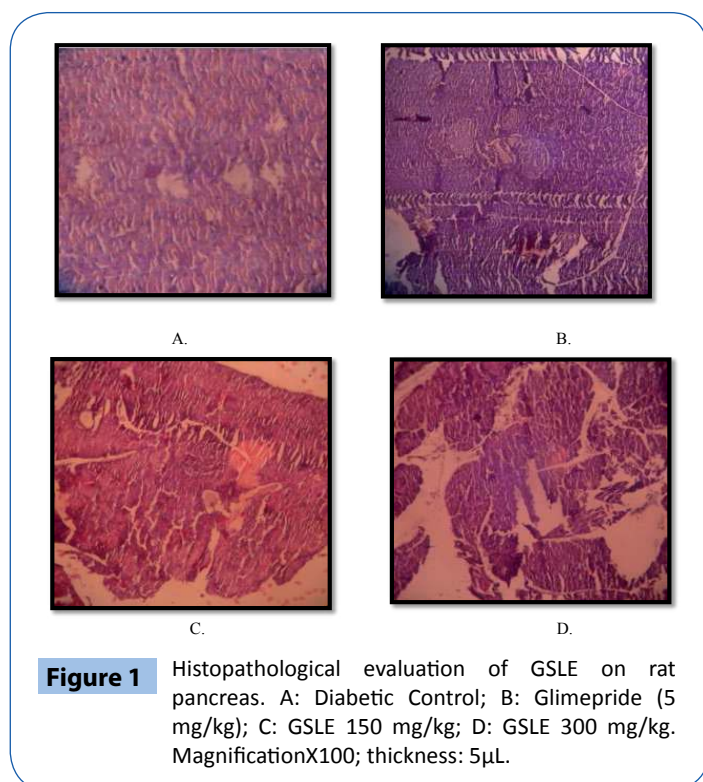 A.
B.
C.
D.
Figure 1
Histopathological evaluation of GSLE on rat
pancreas. A: Diabetic Control; B: Glimepride (5
mg/kg); C: GSLE 150 mg/kg; D: GSLE 300 mg/kg.
MagnificationX100; thickness: 5µL.